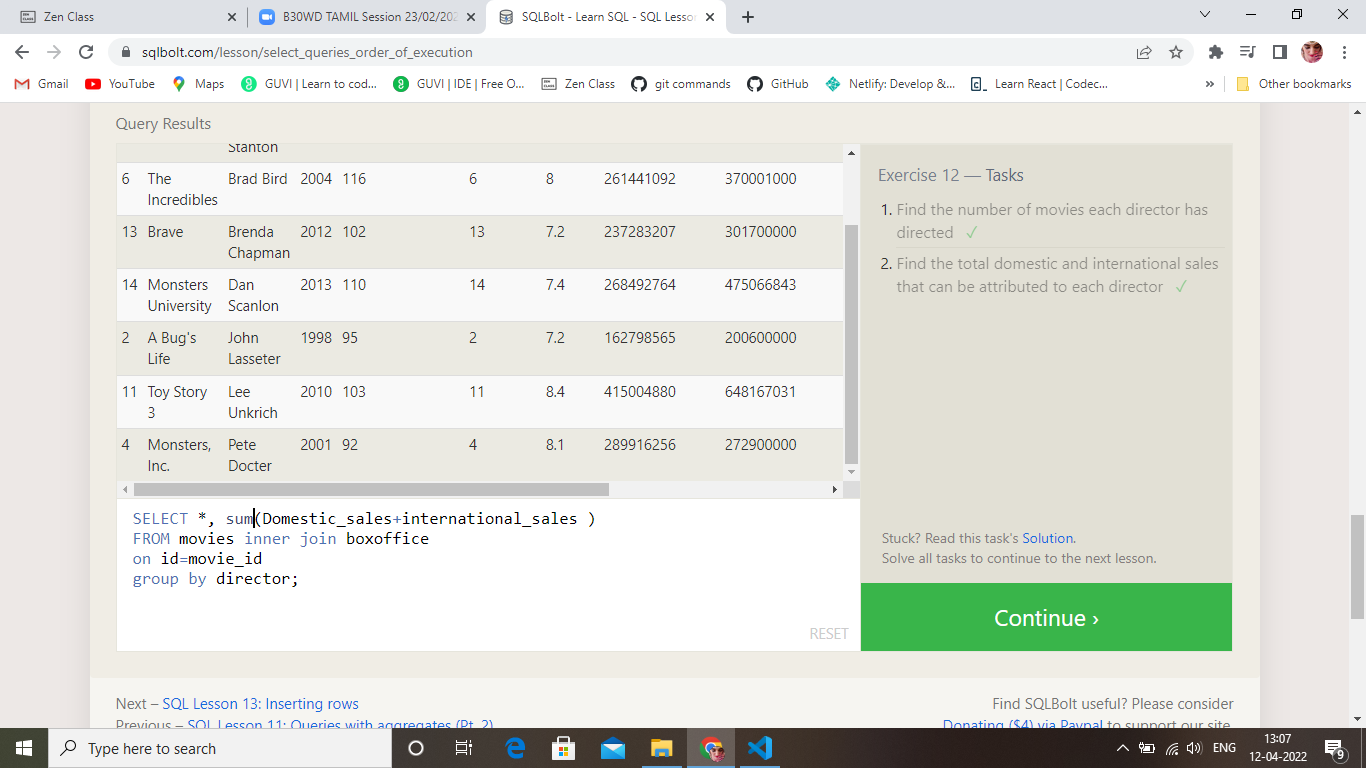 Zen Class
B30WD TAMIL Session 23/02/202
SQLBolt - Learn SQL - SQL Lesso
sqlbolt.com/lesson/select_queries_order_of_execution
Gmail
YouTube
Maps
GUVI | Learn to cod...
GUVI | IDE | Free O...
Zen Class
git commands
GitHub
Netlify: Develop &...
Learn React | Codec...
»
Other bookmarks
Query Results
Stanton
6 The Brad Bird 2004 116 6 8 261441092 370001000
Incredibles
13 Brave Brenda 2012 102 13 7.2 237283207 301700000
Chapman
14 Monsters Dan 2013 110 14 7.4 268492764 475066843
University Scanlon
2 A Bug's John 1998 95 2 7.2 162798565 200600000
Life Lasseter
11 Toy Story Lee 2010 103 11 8.4 415004880 648167031
3 Unkrich
4 Monsters, Pete 2001 92 4 8.1 289916256 272900000
Inc. Docter
SELECT *, sum(Domestic_sales+international_sales )
FROM movies inner join boxoffice
on id=movie_id
group by director;
RESET
Exercise 12 — Tasks
1. Find the number of movies each director has
directed ✓
2. Find the total domestic and international sales
that can be attributed to each director ✓
Stuck? Read this task's Solution.
Solve all tasks to continue to the next lesson.
Continue ›
Next – SQL Lesson 13: Inserting rows
Previous – SQL Lesson 11: Queries with aggregates (Pt. 2)
Find SQLBolt useful? Please consider
Donating ($4) via Paypal to support our site.
Type here to search
ENG
13:07
12-04-2022
9